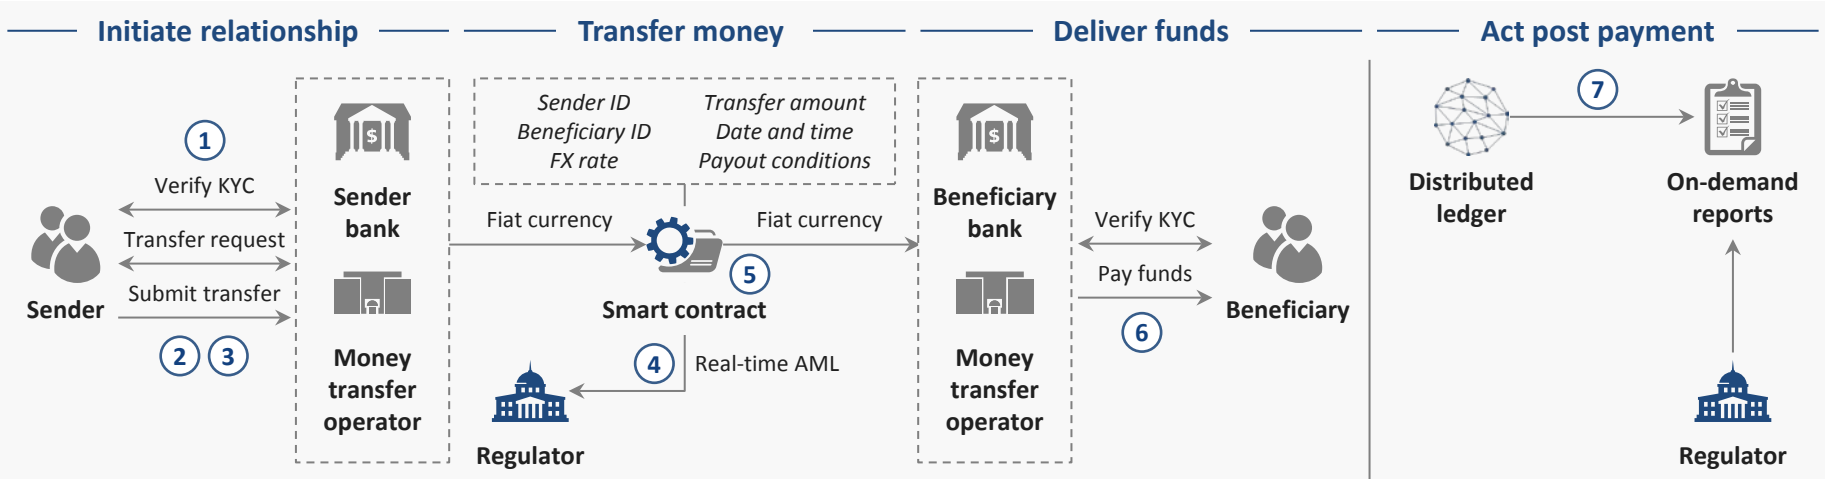 Initiate relationship
Transfer money
Deliver funds
Act post payment
1
Verify KYC
Transfer request
Submit transfer
2
3
Sender
$
Sender
bank
Money
transfer
operator
Sender ID
Beneficiary ID
FX rate
Transfer amount
Date and time
Payout conditions
Fiat currency
Fiat currency
5
Smart contract
4
Real-time AML
Regulator
$
Beneficiary
bank
Money
transfer
operator
Verify KYC
Pay funds
6
Beneficiary
7
Distributed
ledger
On-demand
reports
Regulator